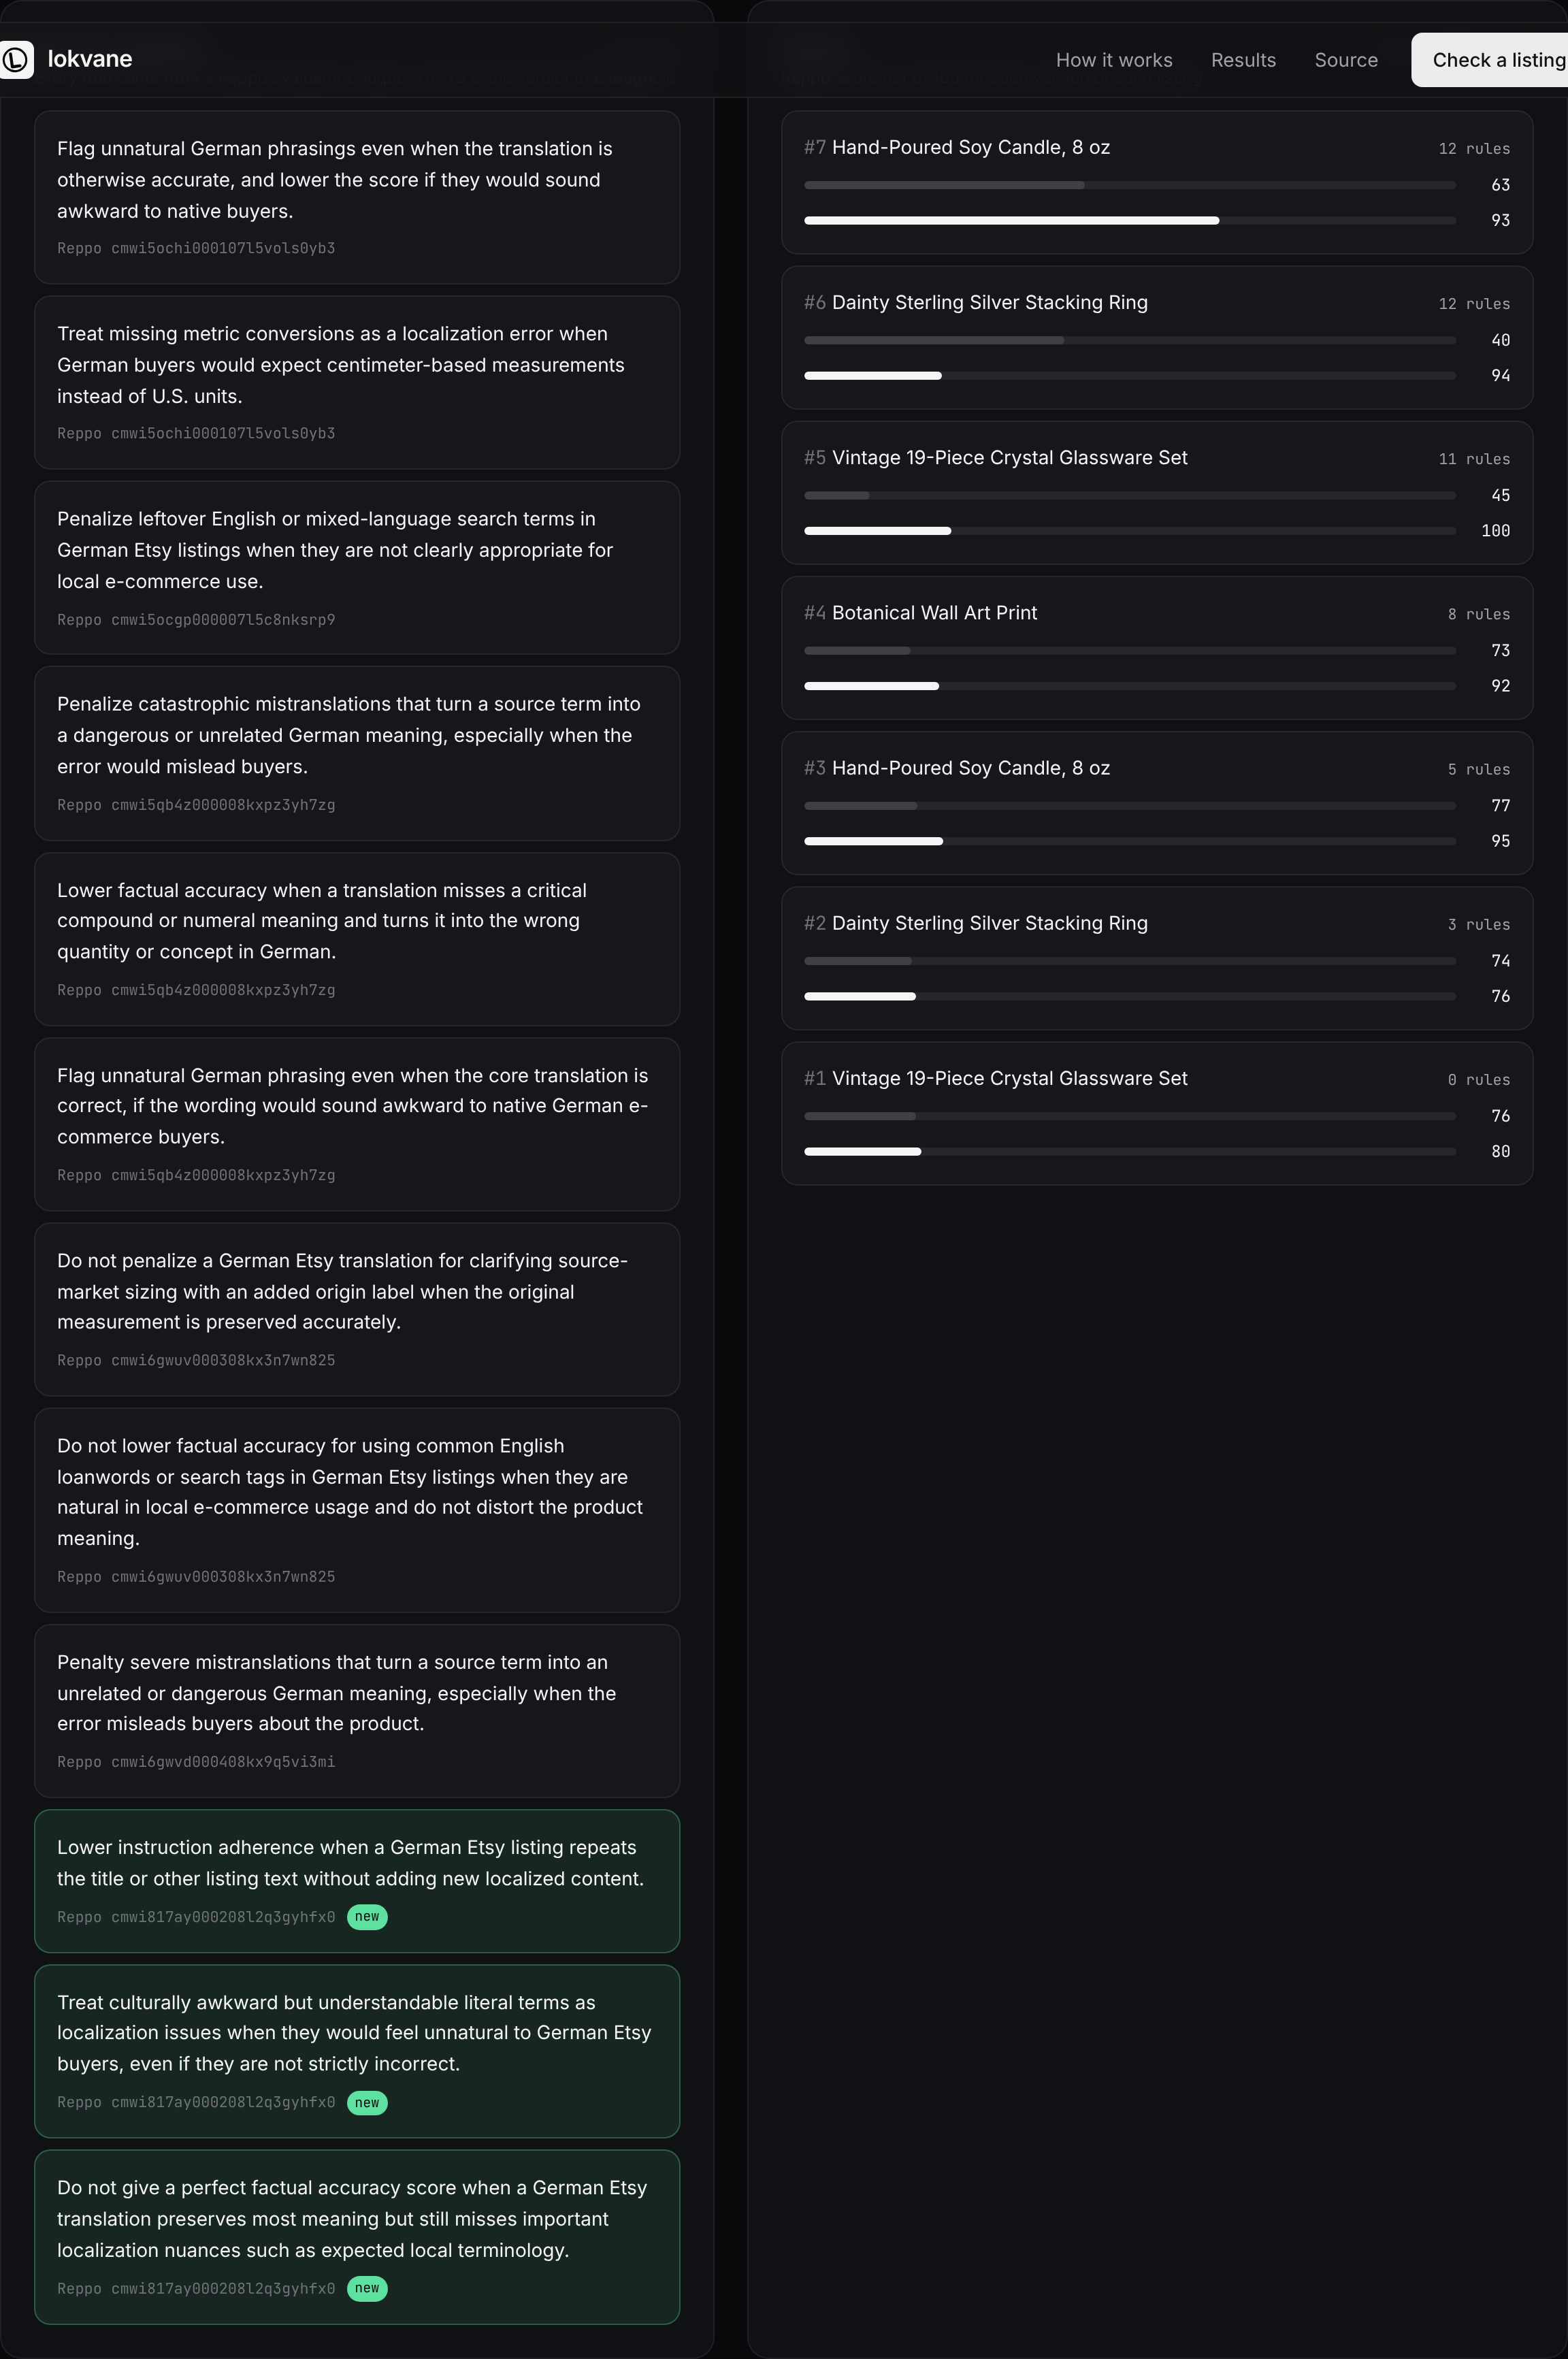 lokvane
How it works
Results
Source
Check a listing
Flag unnatural German phrasings even when the translation is
otherwise accurate, and lower the score if they would sound
awkward to native buyers.
Reppo cmwi5ochi000107l5vols0yb3
Treat missing metric conversions as a localization error when
German buyers would expect centimeter-based measurements
instead of U.S. units.
Reppo cmwi5ochi000107l5vols0yb3
Penalize leftover English or mixed-language search terms in
German Etsy listings when they are not clearly appropriate for
local e-commerce use.
Reppo cmwi5ocgp000007l5c8nksrp9
Penalize catastrophic mistranslations that turn a source term into
a dangerous or unrelated German meaning, especially when the
error would mislead buyers.
Reppo cmwi5qb4z000008kxpz3yh7zg
Lower factual accuracy when a translation misses a critical
compound or numeral meaning and turns it into the wrong
quantity or concept in German.
Reppo cmwi5qb4z000008kxpz3yh7zg
Flag unnatural German phrasing even when the core translation is
correct, if the wording would sound awkward to native German e-
commerce buyers.
Reppo cmwi5qb4z000008kxpz3yh7zg
Do not penalize a German Etsy translation for clarifying source-
market sizing with an added origin label when the original
measurement is preserved accurately.
Reppo cmwi6gwuv000308kx3n7wn825
Do not lower factual accuracy for using common English
loanwords or search tags in German Etsy listings when they are
natural in local e-commerce usage and do not distort the product
meaning.
Reppo cmwi6gwuv000308kx3n7wn825
Penalty severe mistranslations that turn a source term into an
unrelated or dangerous German meaning, especially when the
error misleads buyers about the product.
Reppo cmwi6gwvd000408kx9q5vi3mi
Lower instruction adherence when a German Etsy listing repeats
the title or other listing text without adding new localized content.
Reppo cmwi817ay000208l2q3gyhfx0 new
Treat culturally awkward but understandable literal terms as
localization issues when they would feel unnatural to German Etsy
buyers, even if they are not strictly incorrect.
Reppo cmwi817ay000208l2q3gyhfx0 new
Do not give a perfect factual accuracy score when a German Etsy
translation preserves most meaning but still misses important
localization nuances such as expected local terminology.
Reppo cmwi817ay000208l2q3gyhfx0 new
#7 Hand-Poured Soy Candle, 8 oz 12 rules
63
93
#6 Dainty Sterling Silver Stacking Ring 12 rules
40
94
#5 Vintage 19-Piece Crystal Glassware Set 11 rules
45
100
#4 Botanical Wall Art Print 8 rules
73
92
#3 Hand-Poured Soy Candle, 8 oz 5 rules
77
95
#2 Dainty Sterling Silver Stacking Ring 3 rules
74
76
#1 Vintage 19-Piece Crystal Glassware Set 0 rules
76
80